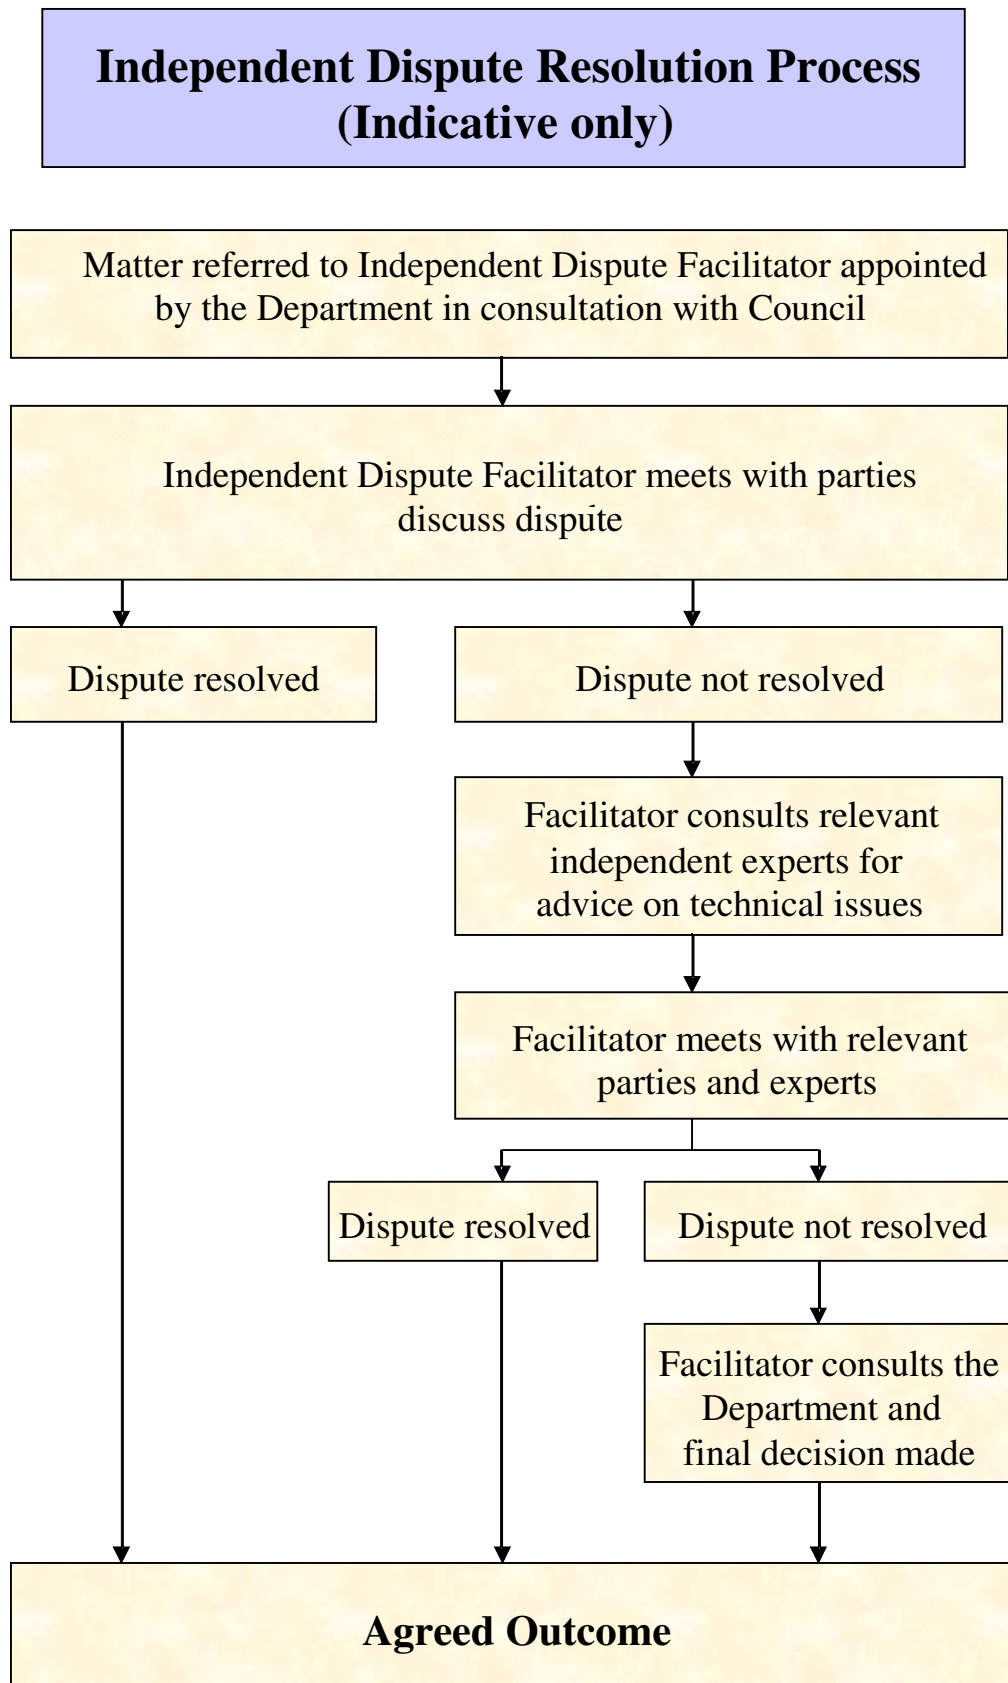 Independent Dispute Resolution Process
(Indicative only)
Matter referred to Independent Dispute Facilitator appointed
by the Department in consultation with Council
Independent Dispute Facilitator meets with parties
discuss dispute
Dispute resolved
Dispute not resolved
Facilitator consults relevant
independent experts for
advice on technical issues
Facilitator meets with relevant
parties and experts
Dispute resolved
Dispute not resolved
Facilitator consults the
Department and
final decision made
Agreed Outcome